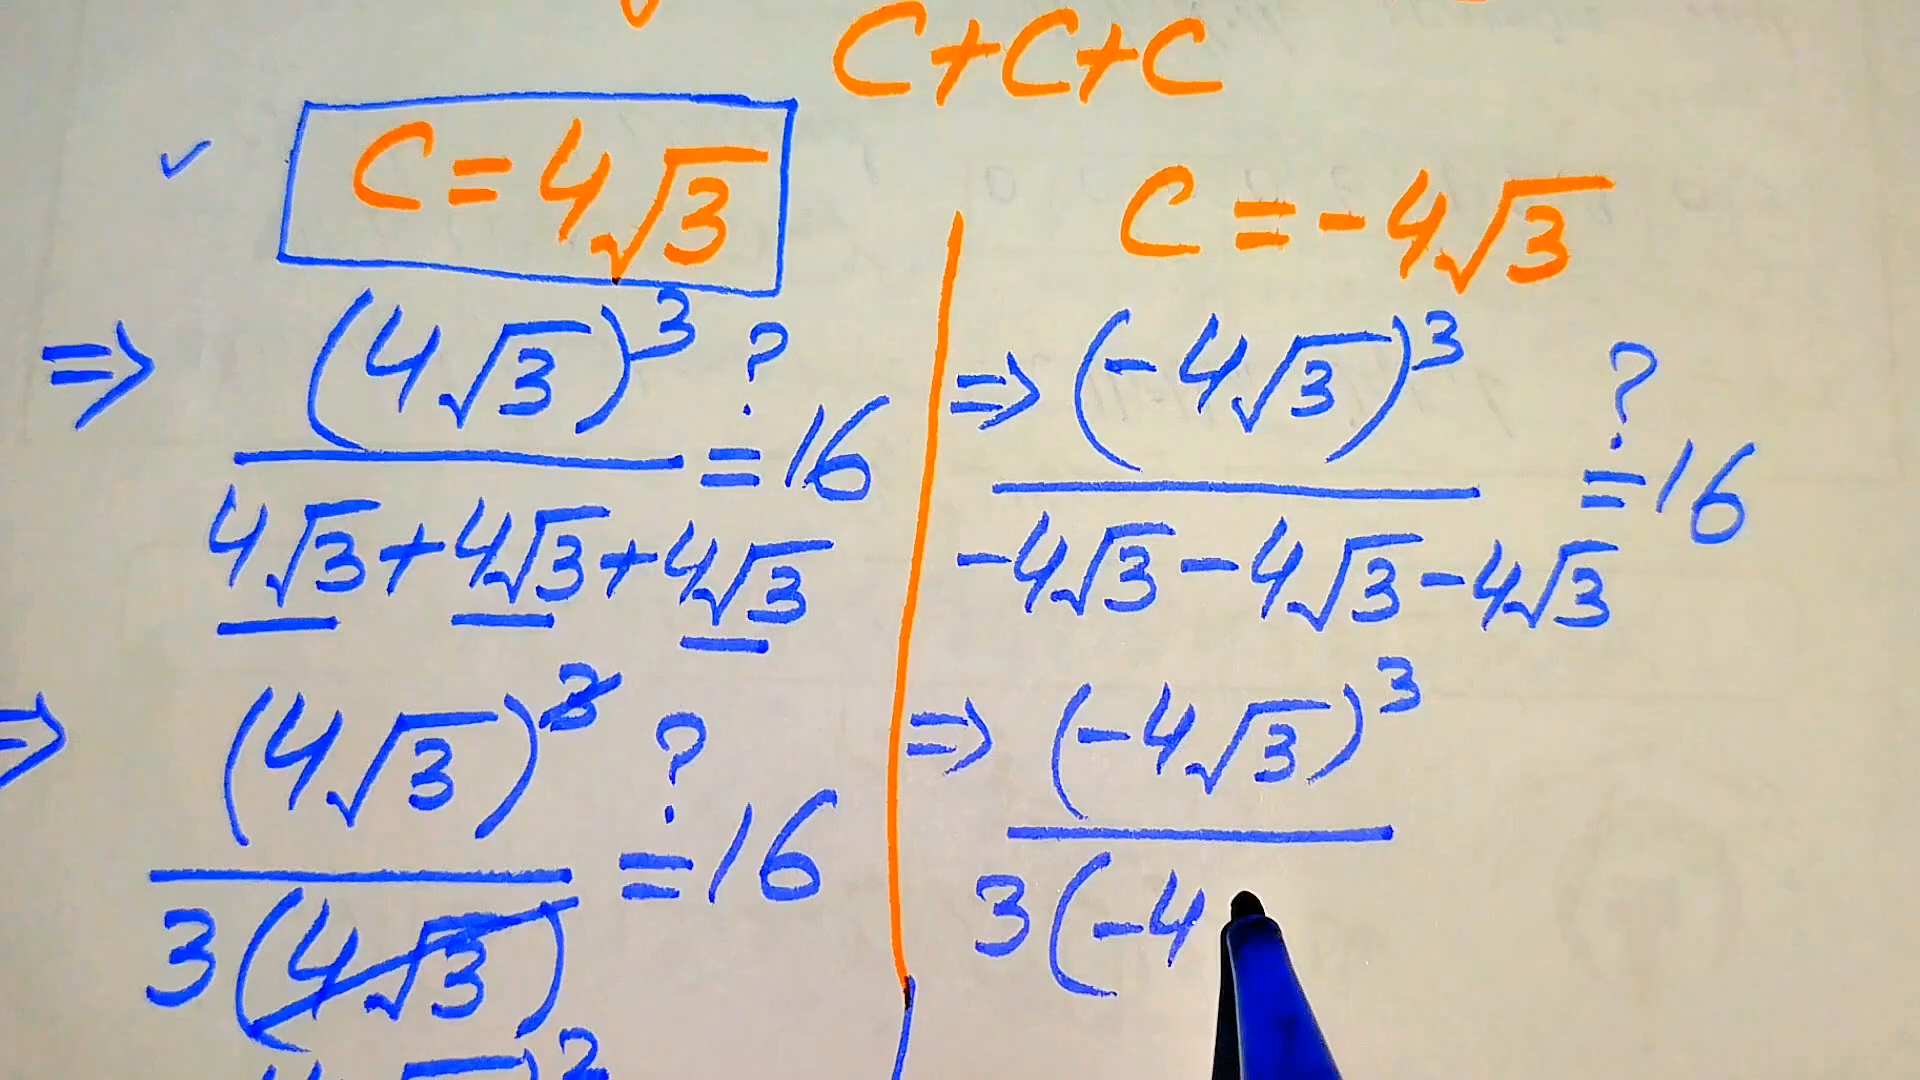 C+C+C
✓ C=4√3
⇒ (4√3)³
? = 16
4√3+4√3+4√3
⇒ (4√3)²
? = 16
3(4√3)
C=-4√3
⇒ (-4√3)³
? = 16
-4√3-4√3-4√3
⇒ (-4√3)³
3(-4